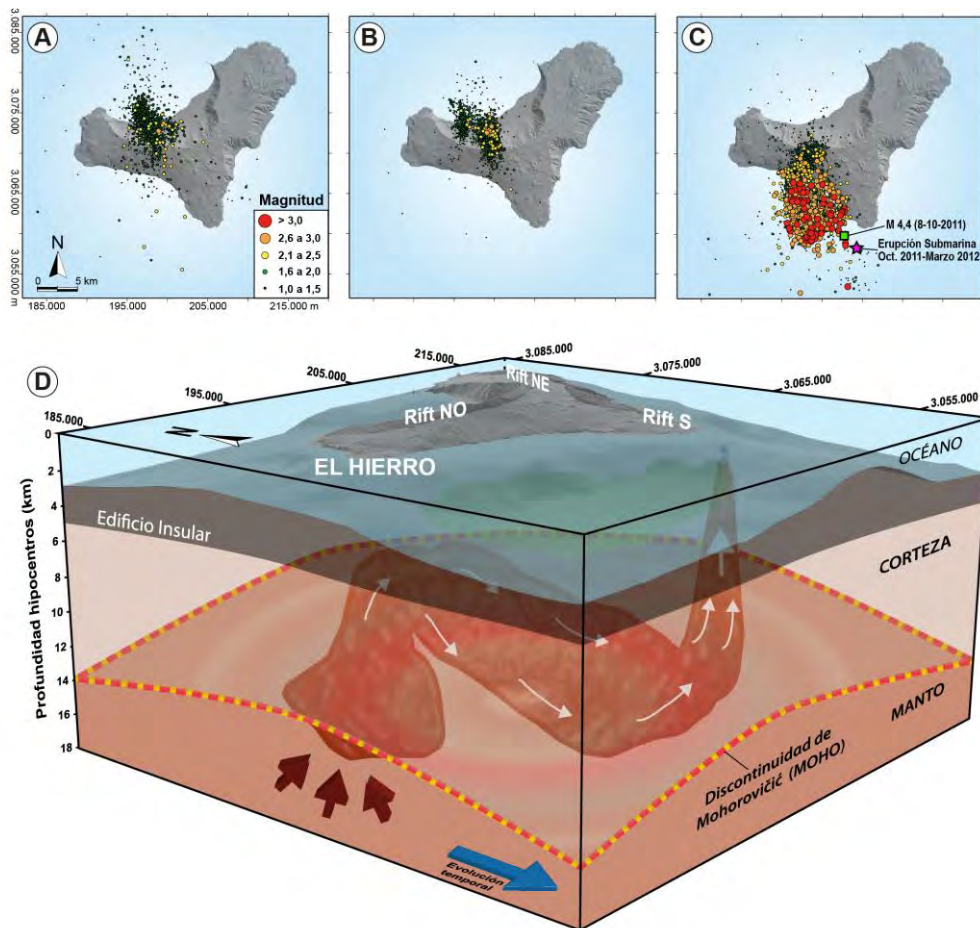 A
B
C
3.085.000
3.075.000
3.065.000
3.055.000 m
N
0 5 km
185.000 195.000 205.000 215.000 m
Magnitud
> 3,0
2,6 a 3,0
2,1 a 2,5
1,6 a 2,0
1,0 a 1,5
M 4,4 (8-10-2011)
Erupción Submarina
Oct. 2011-Marzo 2012
D
185.000
195.000
205.000
215.000
3.085.000
3.075.000
3.065.000
3.055.000
N
Rift NE
Rift NO
Rift S
EL HIERRO
OCÉANO
Edificio Insular
CORTEZA
MANTO
Discontinuidad de
Mohorovičić (MOHO)
Profundidad hipocentros (km)
0
2
4
6
8
10
12
14
16
18
Evolución
temporal